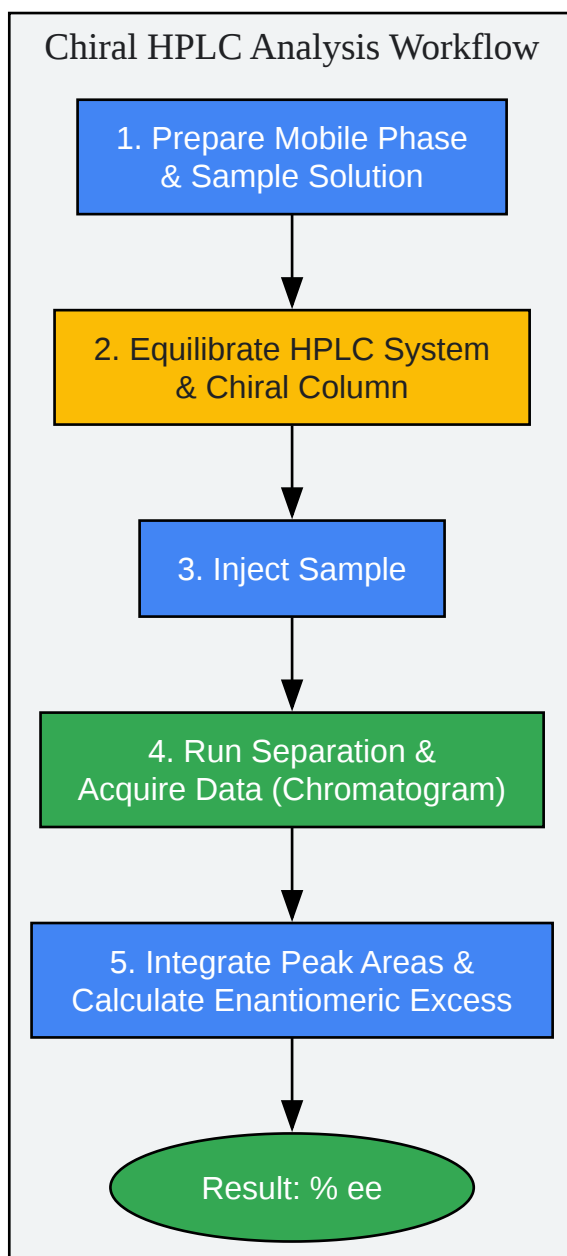 Chiral HPLC Analysis Workflow
1. Prepare Mobile Phase
& Sample Solution
2. Equilibrate HPLC System
& Chiral Column
3. Inject Sample
4. Run Separation &
Acquire Data (Chromatogram)
5. Integrate Peak Areas &
Calculate Enantiomeric Excess
Result: % ee